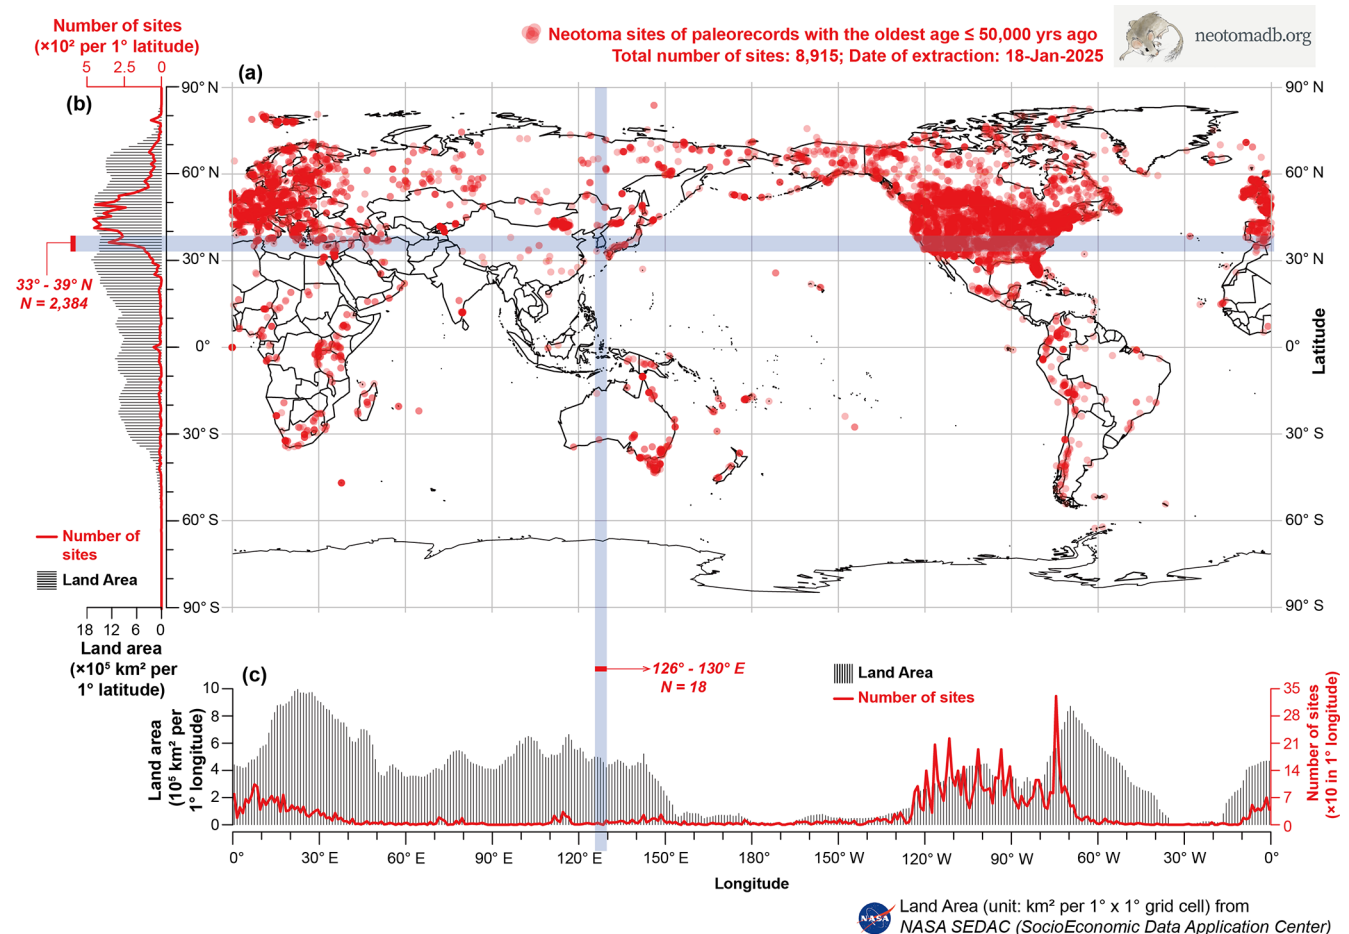 Number of sites
(×10² per 1° latitude)
5 2.5 0
Neotoma sites of paleorecords with the oldest age ≤ 50,000 yrs ago
Total number of sites: 8,915; Date of extraction: 18-Jan-2025
neotomadb.org
(a)
(b)
90° N
60° N
30° N
0°
30° S
60° S
90° S
90° N
60° N
30° N
0°
30° S
60° S
90° S
Latitude
33° - 39° N
N = 2,384
Number of
sites
Land Area
18 12 6 0
Land area
(×10⁵ km² per
1° latitude)
126° - 130° E
N = 18
(c)
Land Area
Number of sites
Land area
(10⁵ km² per
1° longitude)
10
8
6
4
2
0
35
28
21
14
7
0
Number of sites
(×10 in 1° longitude)
0° 30° E 60° E 90° E 120° E 150° E 180° 150° W 120° W 90° W 60° W 30° W 0°
Longitude
NASA
Land Area (unit: km² per 1° x 1° grid cell) from
NASA SEDAC (SocioEconomic Data Application Center)